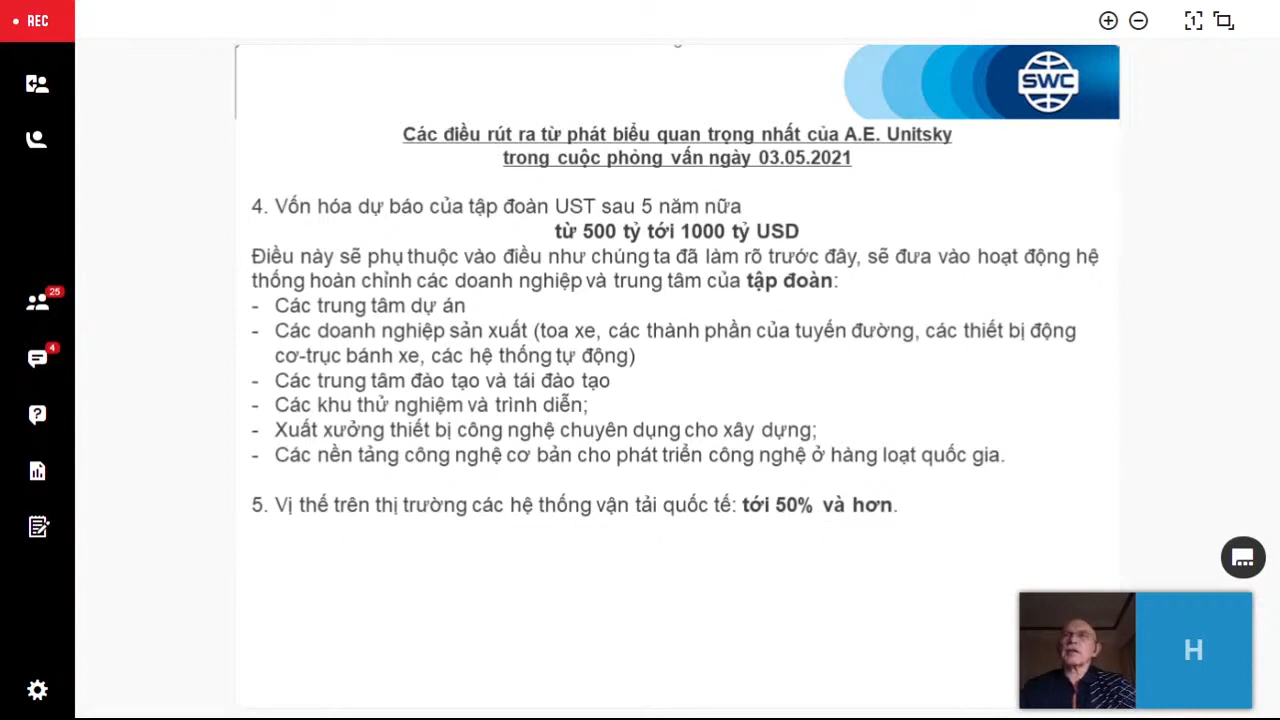 REC
1
SWC
Các điều rút ra từ phát biểu quan trọng nhất của A.E. Unitsky
trong cuộc phỏng vấn ngày 03.05.2021
4. Vốn hóa dự báo của tập đoàn UST sau 5 năm nữa
từ 500 tỷ tới 1000 tỷ USD
Điều này sẽ phụ thuộc vào điều như chúng ta đã làm rõ trước đây, sẽ đưa vào hoạt động hệ
thống hoàn chỉnh các doanh nghiệp và trung tâm của tập đoàn:
- Các trung tâm dự án
- Các doanh nghiệp sản xuất (toa xe, các thành phần của tuyến đường, các thiết bị động
cơ-trục bánh xe, các hệ thống tự động)
- Các trung tâm đào tạo và tái đào tạo
- Các khu thử nghiệm và trình diễn;
- Xuất xưởng thiết bị công nghệ chuyên dụng cho xây dựng;
- Các nền tảng công nghệ cơ bản cho phát triển công nghệ ở hàng loạt quốc gia.
5. Vị thế trên thị trường các hệ thống vận tải quốc tế: tới 50% và hơn.
25
4
?
H